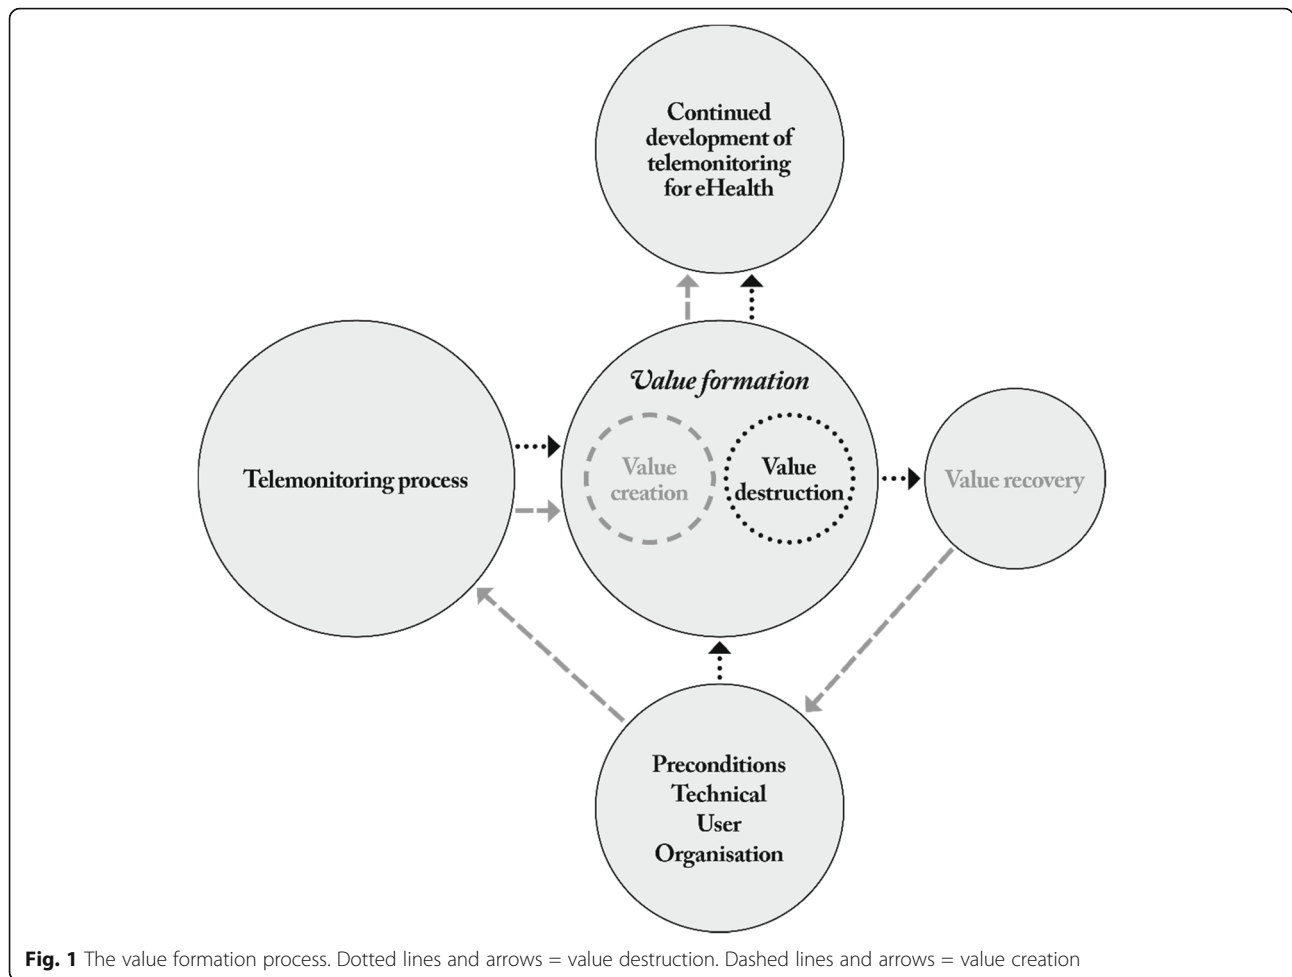 Continued
development of
telemonitoring
for eHealth
Value formation
Telemonitoring process
Value
creation
Value
destruction
Value recovery
Preconditions
Technical
User
Organisation
Fig. 1 The value formation process. Dotted lines and arrows = value destruction. Dashed lines and arrows = value creation